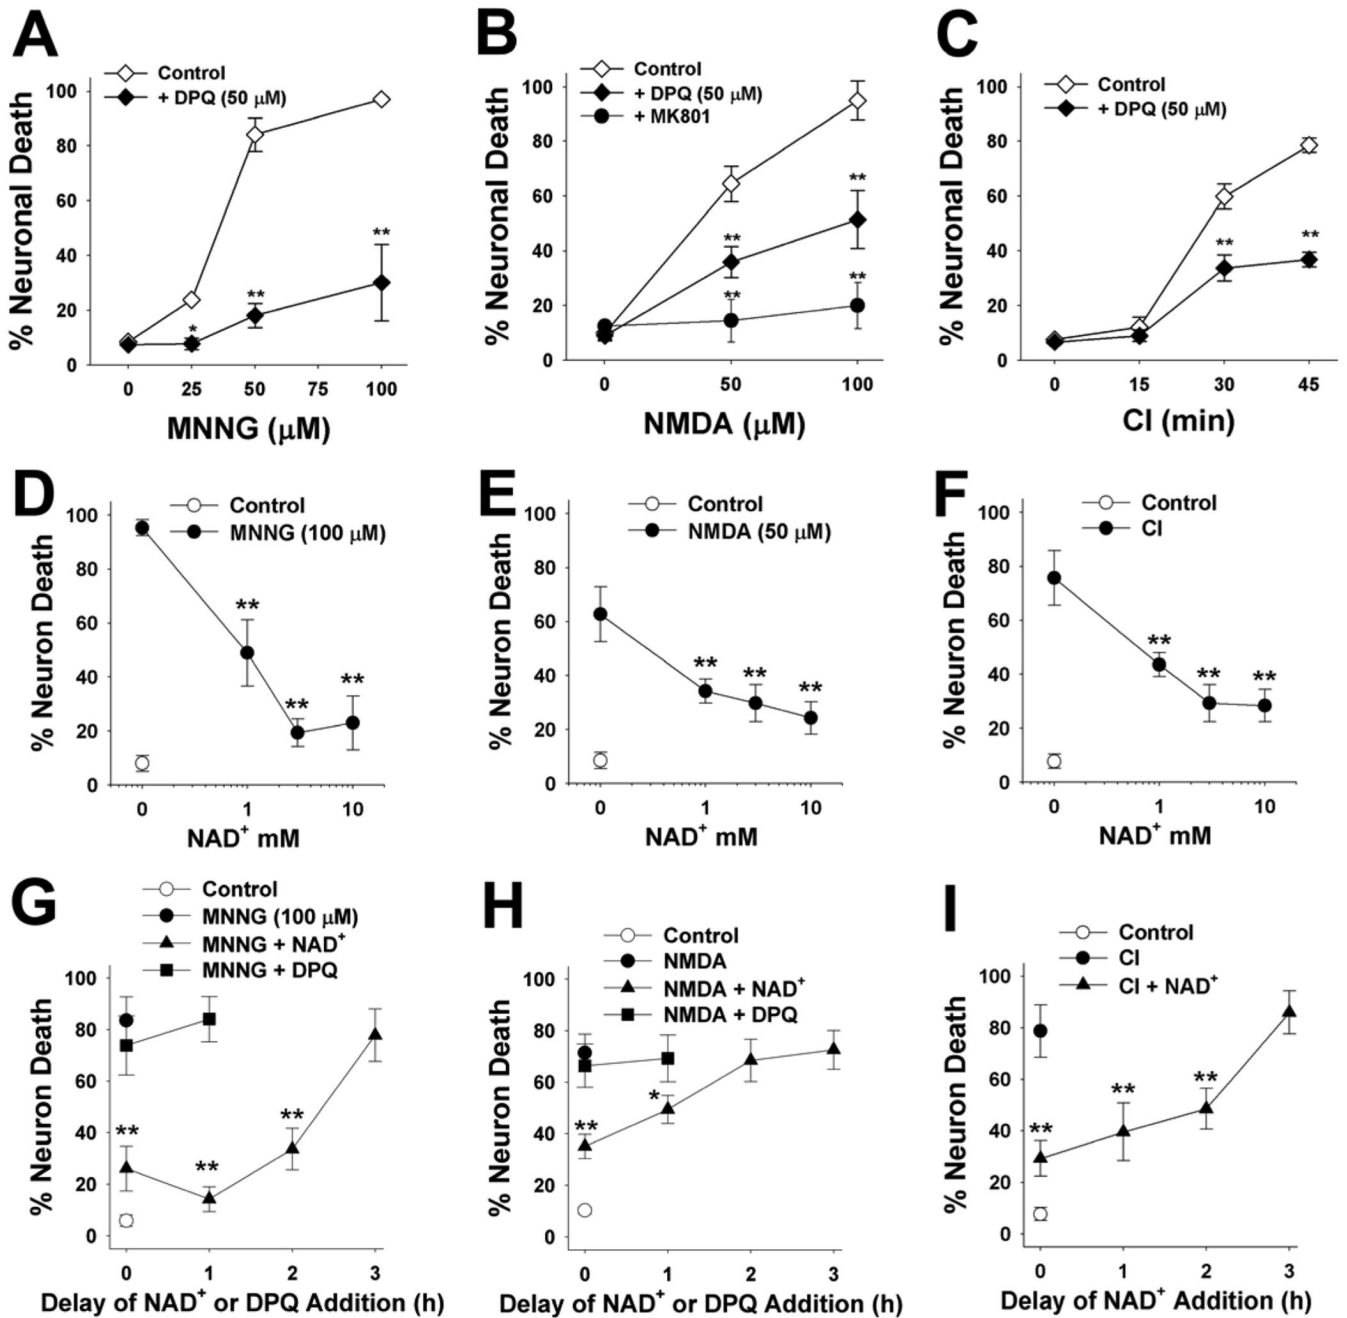 A
Control
+ DPQ (50 μM)
% Neuronal Death
100
80
60
40
20
0
*
**
**
0 25 50 75 100
MNNG (μM)
B
Control
+ DPQ (50 μM)
+ MK801
% Neuronal Death
100
80
60
40
20
0
**
**
**
**
0 50 100
NMDA (μM)
C
Control
+ DPQ (50 μM)
% Neuronal Death
100
80
60
40
20
0
**
**
0 15 30 45
CI (min)
D
Control
MNNG (100 μM)
% Neuron Death
100
80
60
40
20
0
**
**
**
0 1 10
NAD⁺ mM
E
Control
NMDA (50 μM)
% Neuron Death
100
80
60
40
20
0
**
**
**
0 1 10
NAD⁺ mM
F
Control
CI
% Neuron Death
100
80
60
40
20
0
**
**
**
0 1 10
NAD⁺ mM
G
Control
MNNG (100 μM)
MNNG + NAD⁺
MNNG + DPQ
% Neuron Death
100
80
60
40
20
0
**
**
**
0 1 2 3
Delay of NAD⁺ or DPQ Addition (h)
H
Control
NMDA
NMDA + NAD⁺
NMDA + DPQ
% Neuron Death
100
80
60
40
20
0
**
*
0 1 2 3
Delay of NAD⁺ or DPQ Addition (h)
I
Control
CI
CI + NAD⁺
% Neuron Death
100
80
60
40
20
0
**
**
**
0 1 2 3
Delay of NAD⁺ Addition (h)